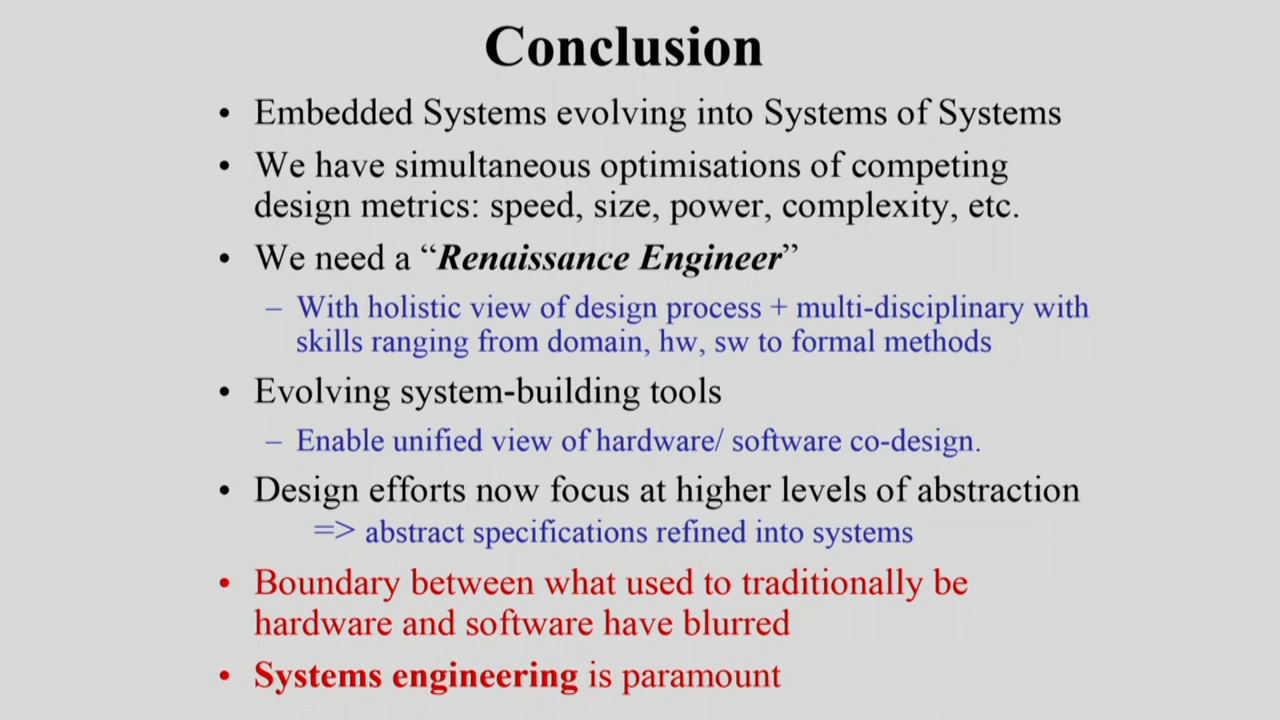 Conclusion
• Embedded Systems evolving into Systems of Systems
• We have simultaneous optimisations of competing
design metrics: speed, size, power, complexity, etc.
• We need a “Renaissance Engineer”
– With holistic view of design process + multi-disciplinary with
skills ranging from domain, hw, sw to formal methods
• Evolving system-building tools
– Enable unified view of hardware/ software co-design.
• Design efforts now focus at higher levels of abstraction
=> abstract specifications refined into systems
• Boundary between what used to traditionally be
hardware and software have blurred
• Systems engineering is paramount